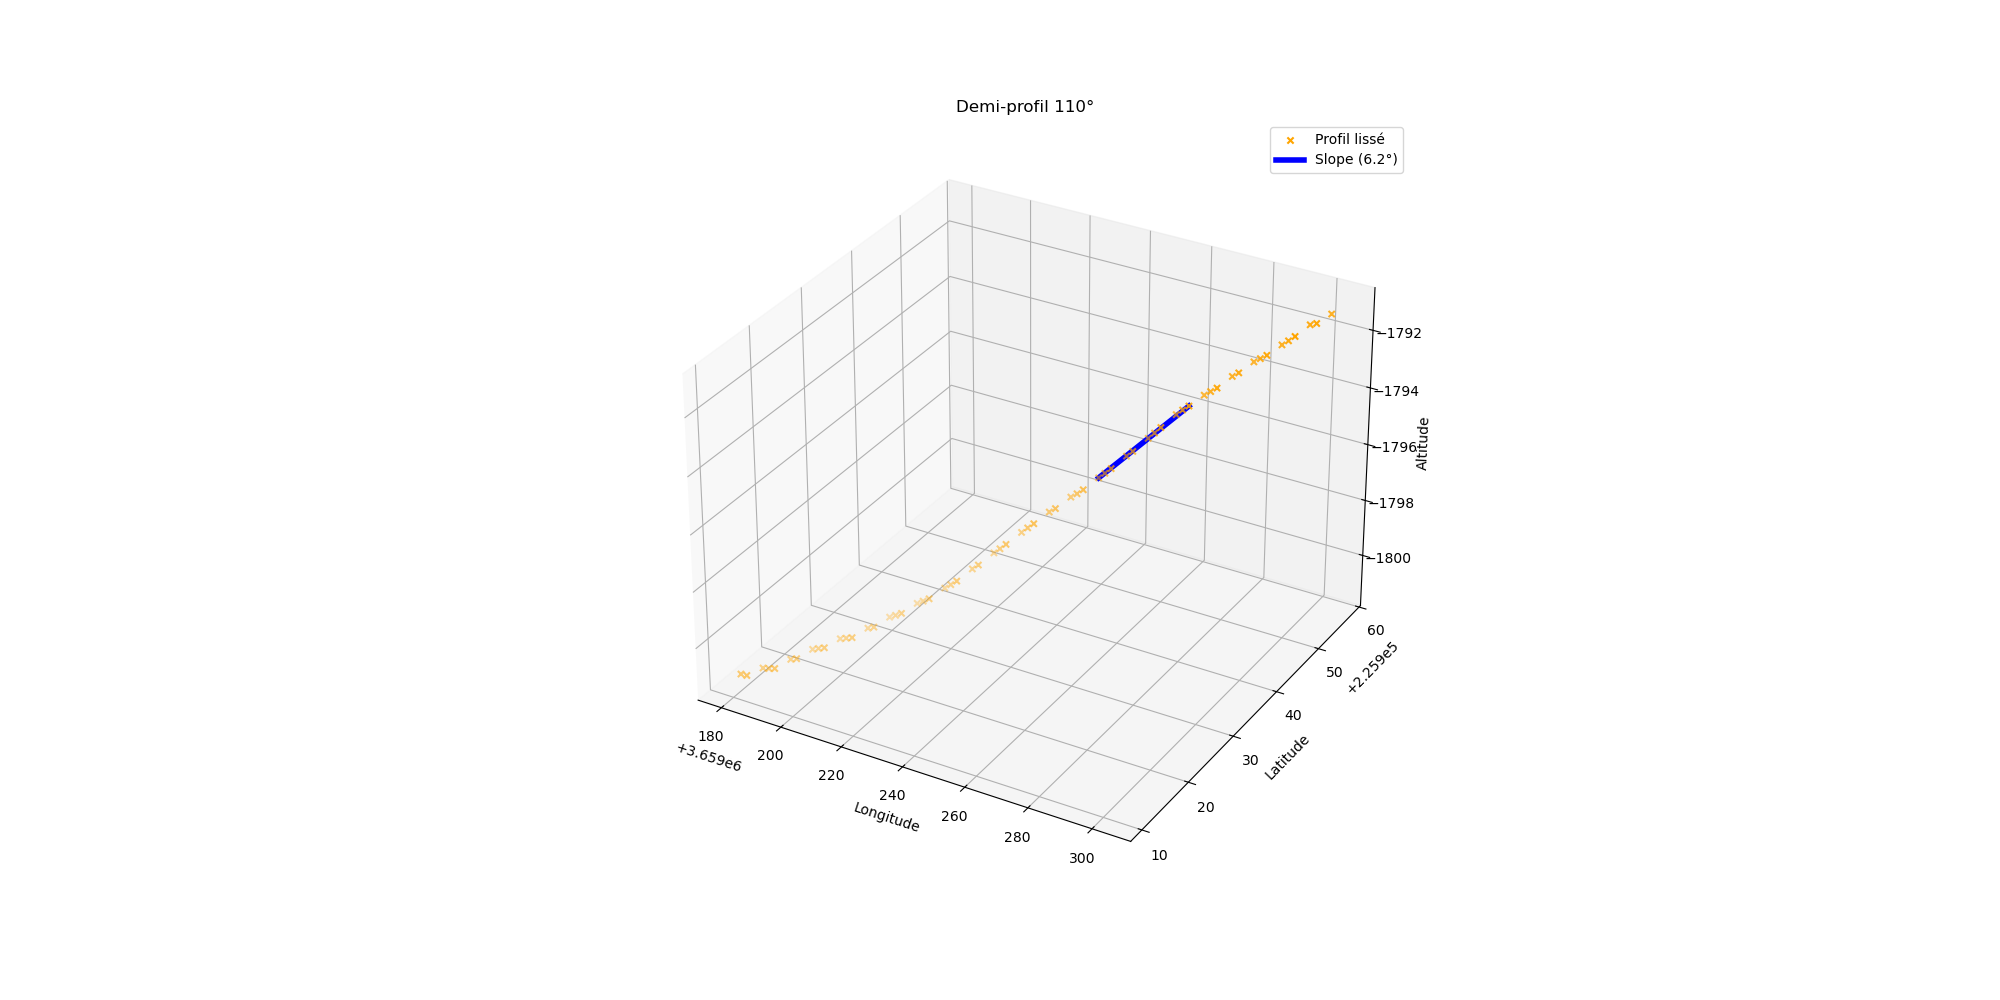 Demi-profil 110°
Profil lissé
Slope (6.2°)
−1792
−1794
−1796
−1798
−1800
Altitude
60
50
40
30
20
10
+2.259e5
Latitude
180
200
220
240
260
280
300
+3.659e6
Longitude